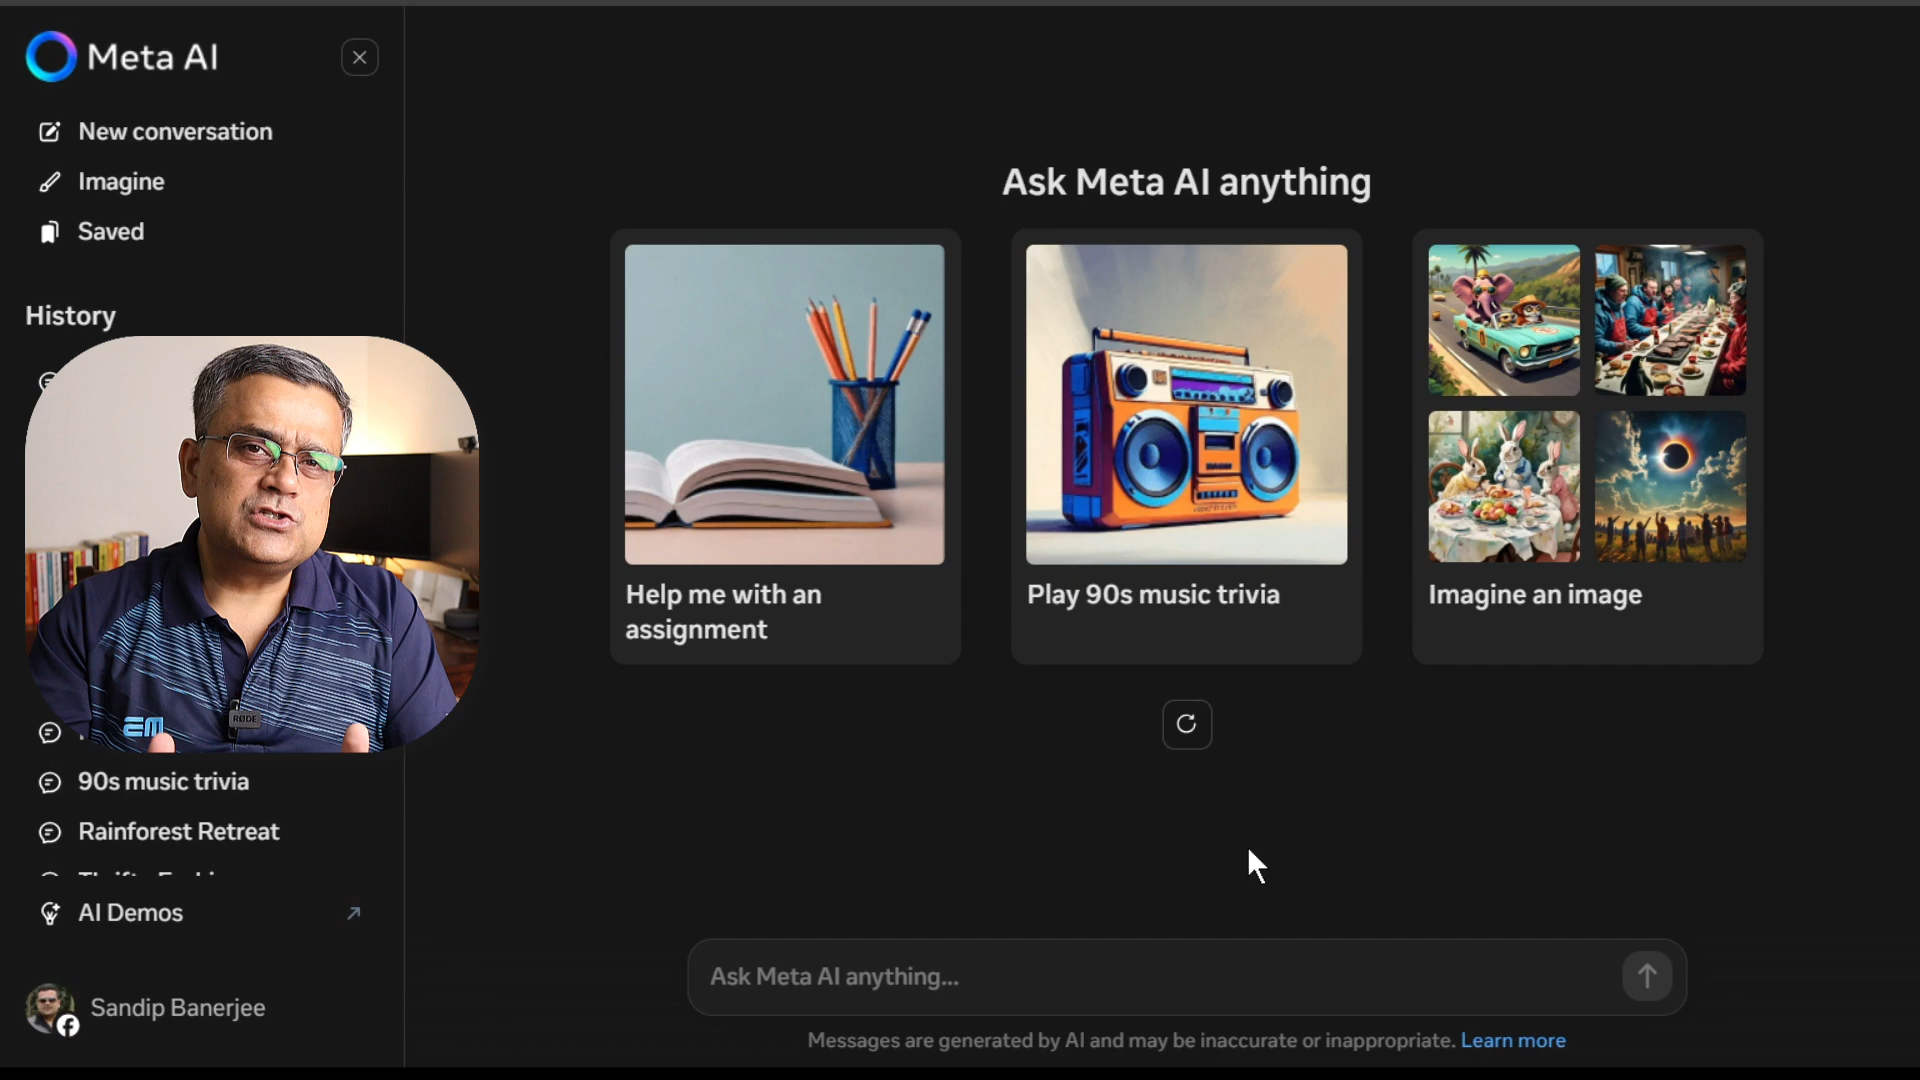 Meta AI
New conversation
Imagine
Saved
History
90s music trivia
Rainforest Retreat
AI Demos
Sandip Banerjee
Ask Meta AI anything
Help me with an
assignment
Play 90s music trivia
Imagine an image
Ask Meta AI anything...
Messages are generated by AI and may be inaccurate or inappropriate. Learn more
EM
RØDE